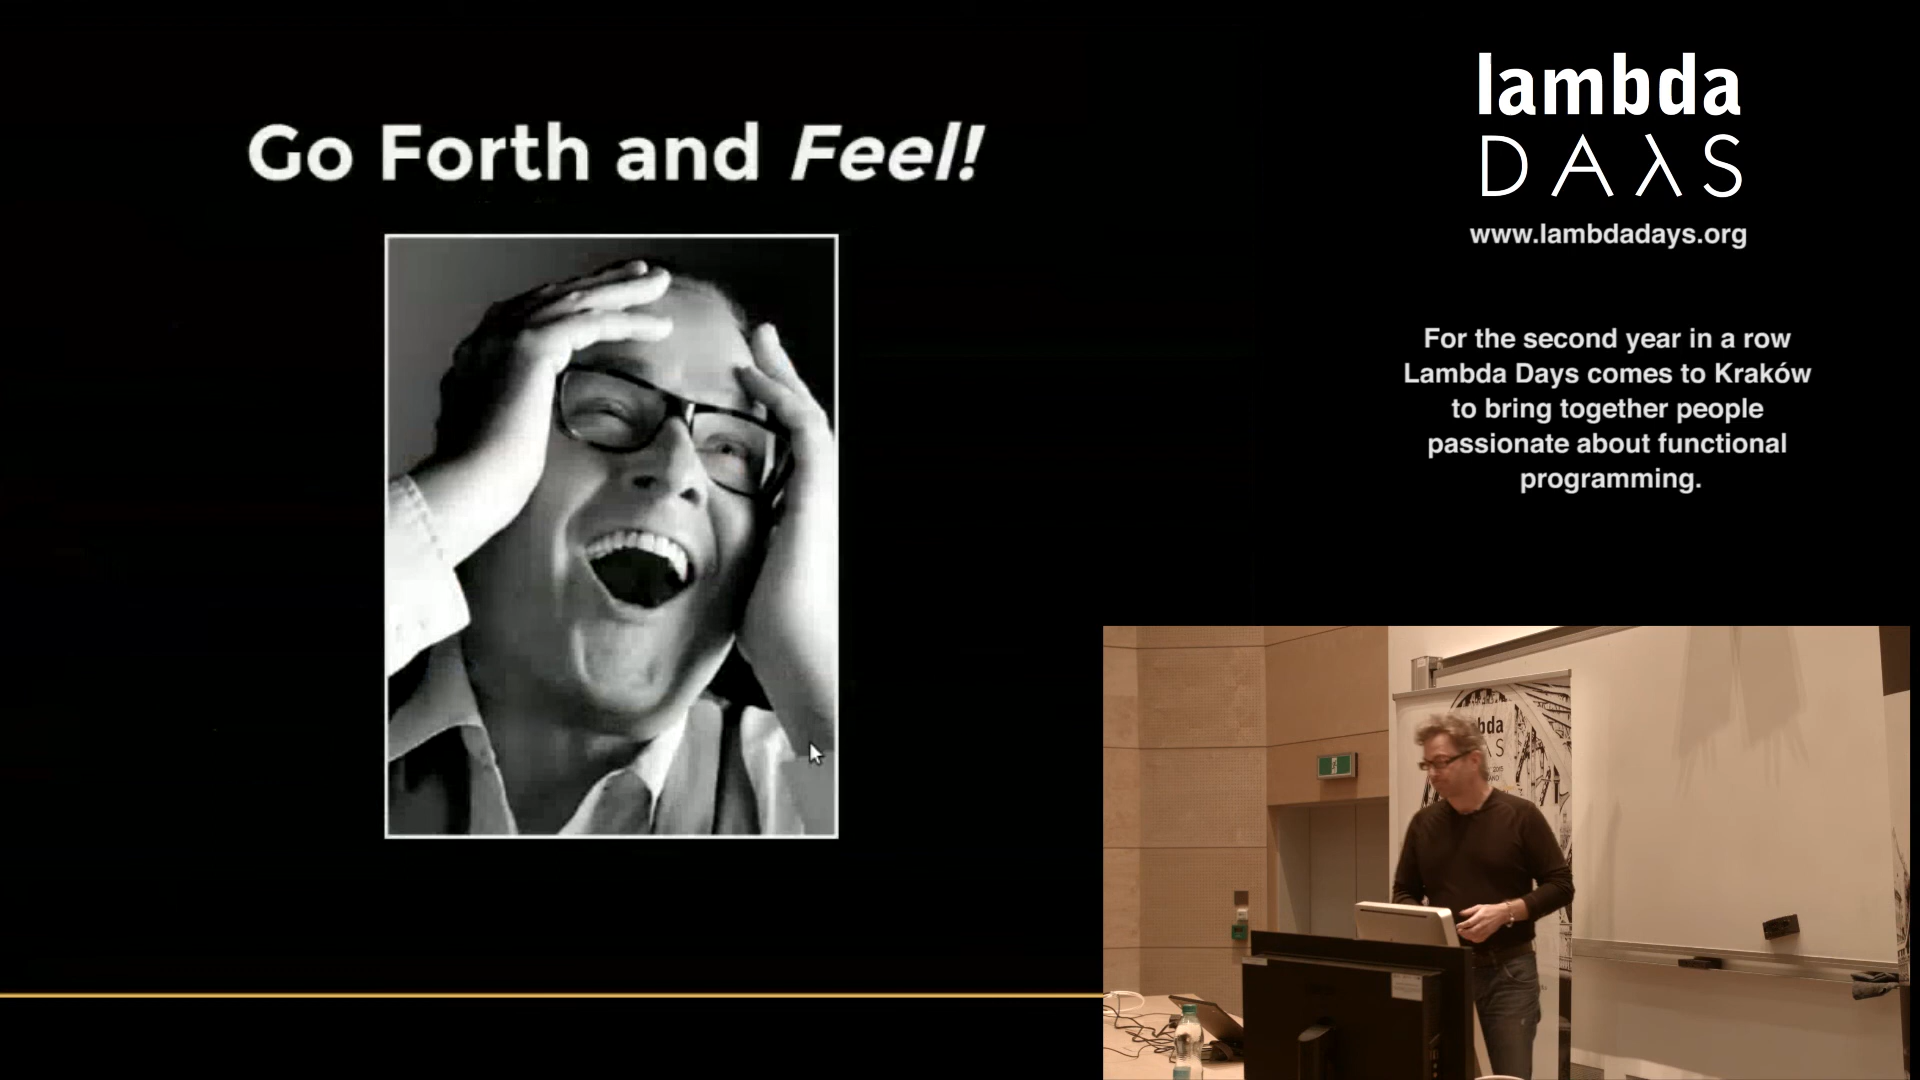 Go Forth and Feel!
lambda
DAλS
www.lambdadays.org
For the second year in a row
Lambda Days comes to Kraków
to bring together people
passionate about functional
programming.
bda
S